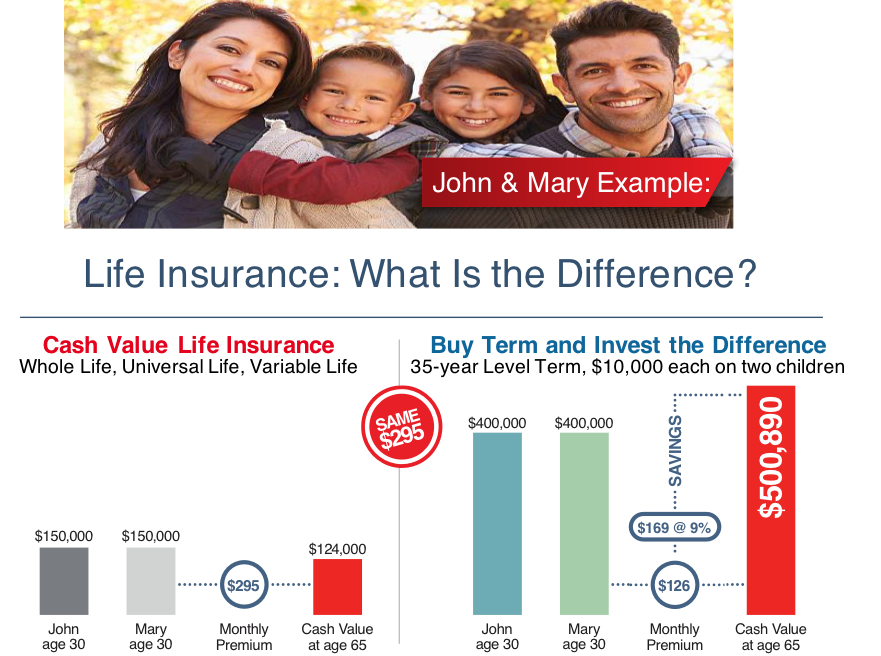 John & Mary Example:
Life Insurance: What Is the Difference?
Cash Value Life Insurance
Whole Life, Universal Life, Variable Life
$150,000
John
age 30
$150,000
Mary
age 30
$295
Monthly
Premium
$124,000
Cash Value
at age 65
SAME
$295
Buy Term and Invest the Difference
35-year Level Term, $10,000 each on two children
$400,000
John
age 30
$400,000
Mary
age 30
SAVINGS
$169 @ 9%
$126
Monthly
Premium
$500,890
Cash Value
at age 65